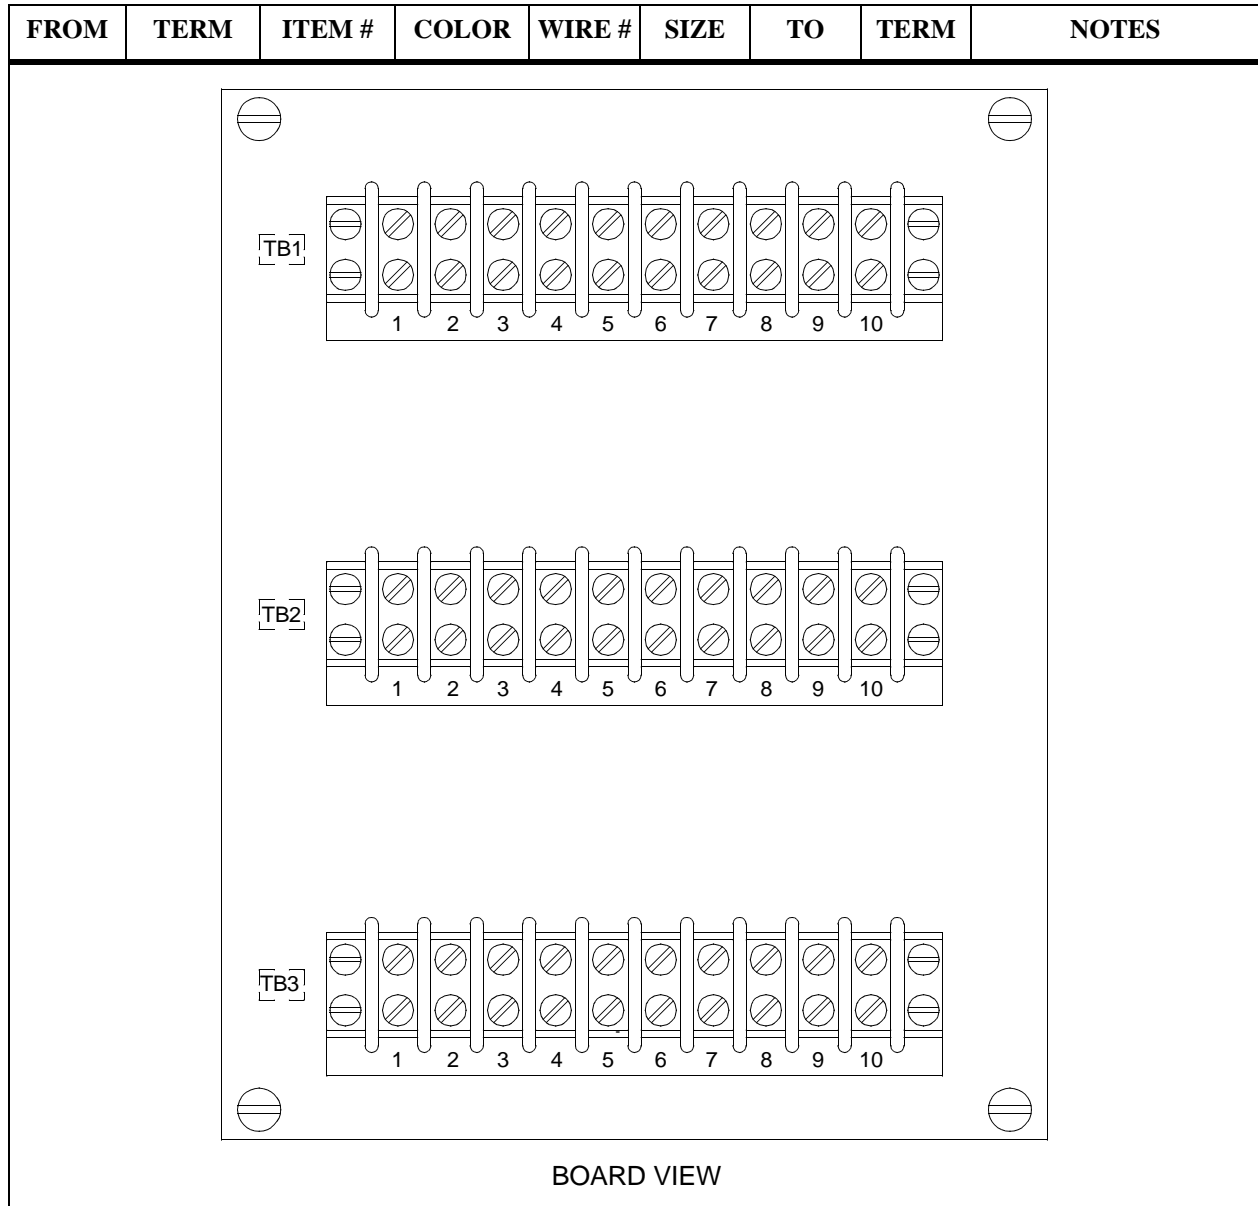 FROM TERM ITEM # COLOR WIRE # SIZE TO TERM NOTES
TB1
1 2 3 4 5 6 7 8 9 10
TB2
1 2 3 4 5 6 7 8 9 10
TB3
1 2 3 4 5 6 7 8 9 10
BOARD VIEW